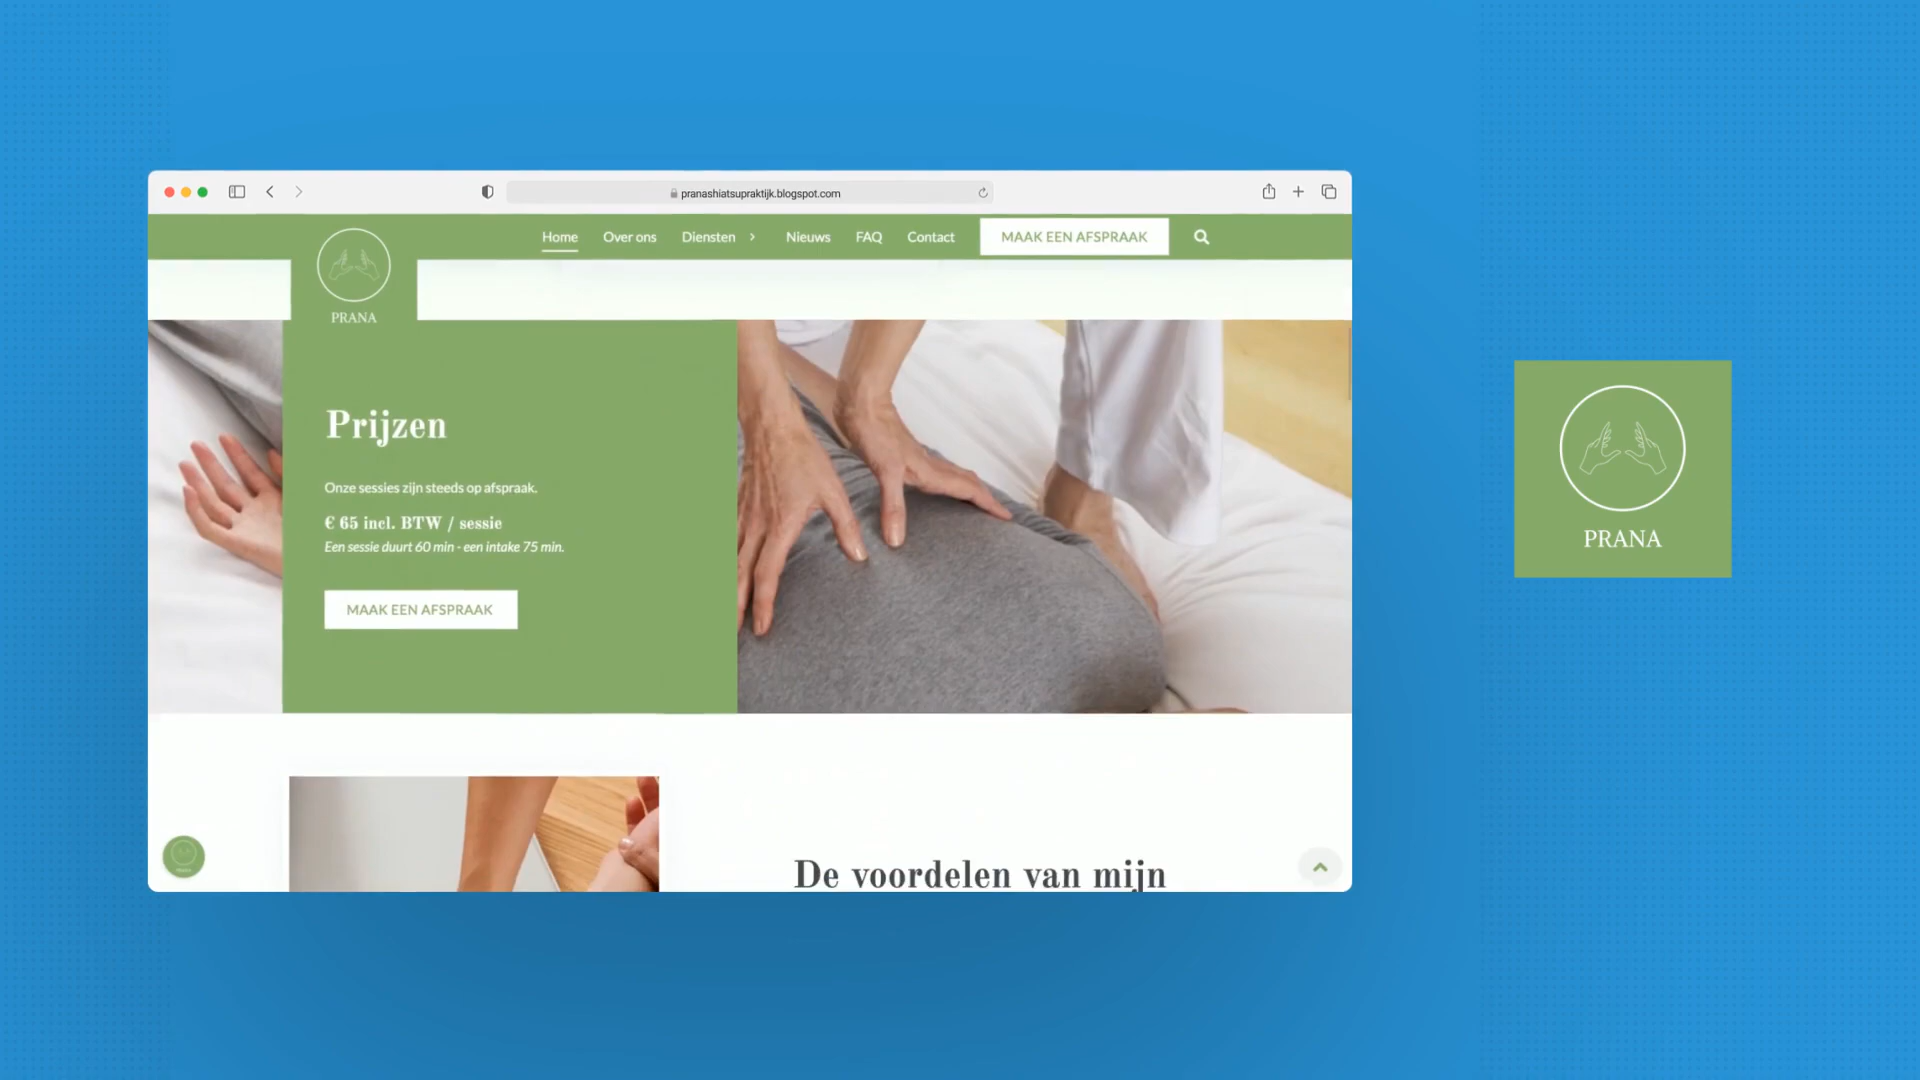 pranashiatsupraktijk.blogspot.com
Home Over ons Diensten Nieuws FAQ Contact MAAK EEN AFSPRAAK
PRANA
Prijzen
Onze sessies zijn steeds op afspraak.
€ 65 incl. BTW / sessie
Een sessie duurt 60 min - een intake 75 min.
MAAK EEN AFSPRAAK
De voordelen van mijn
PRANA